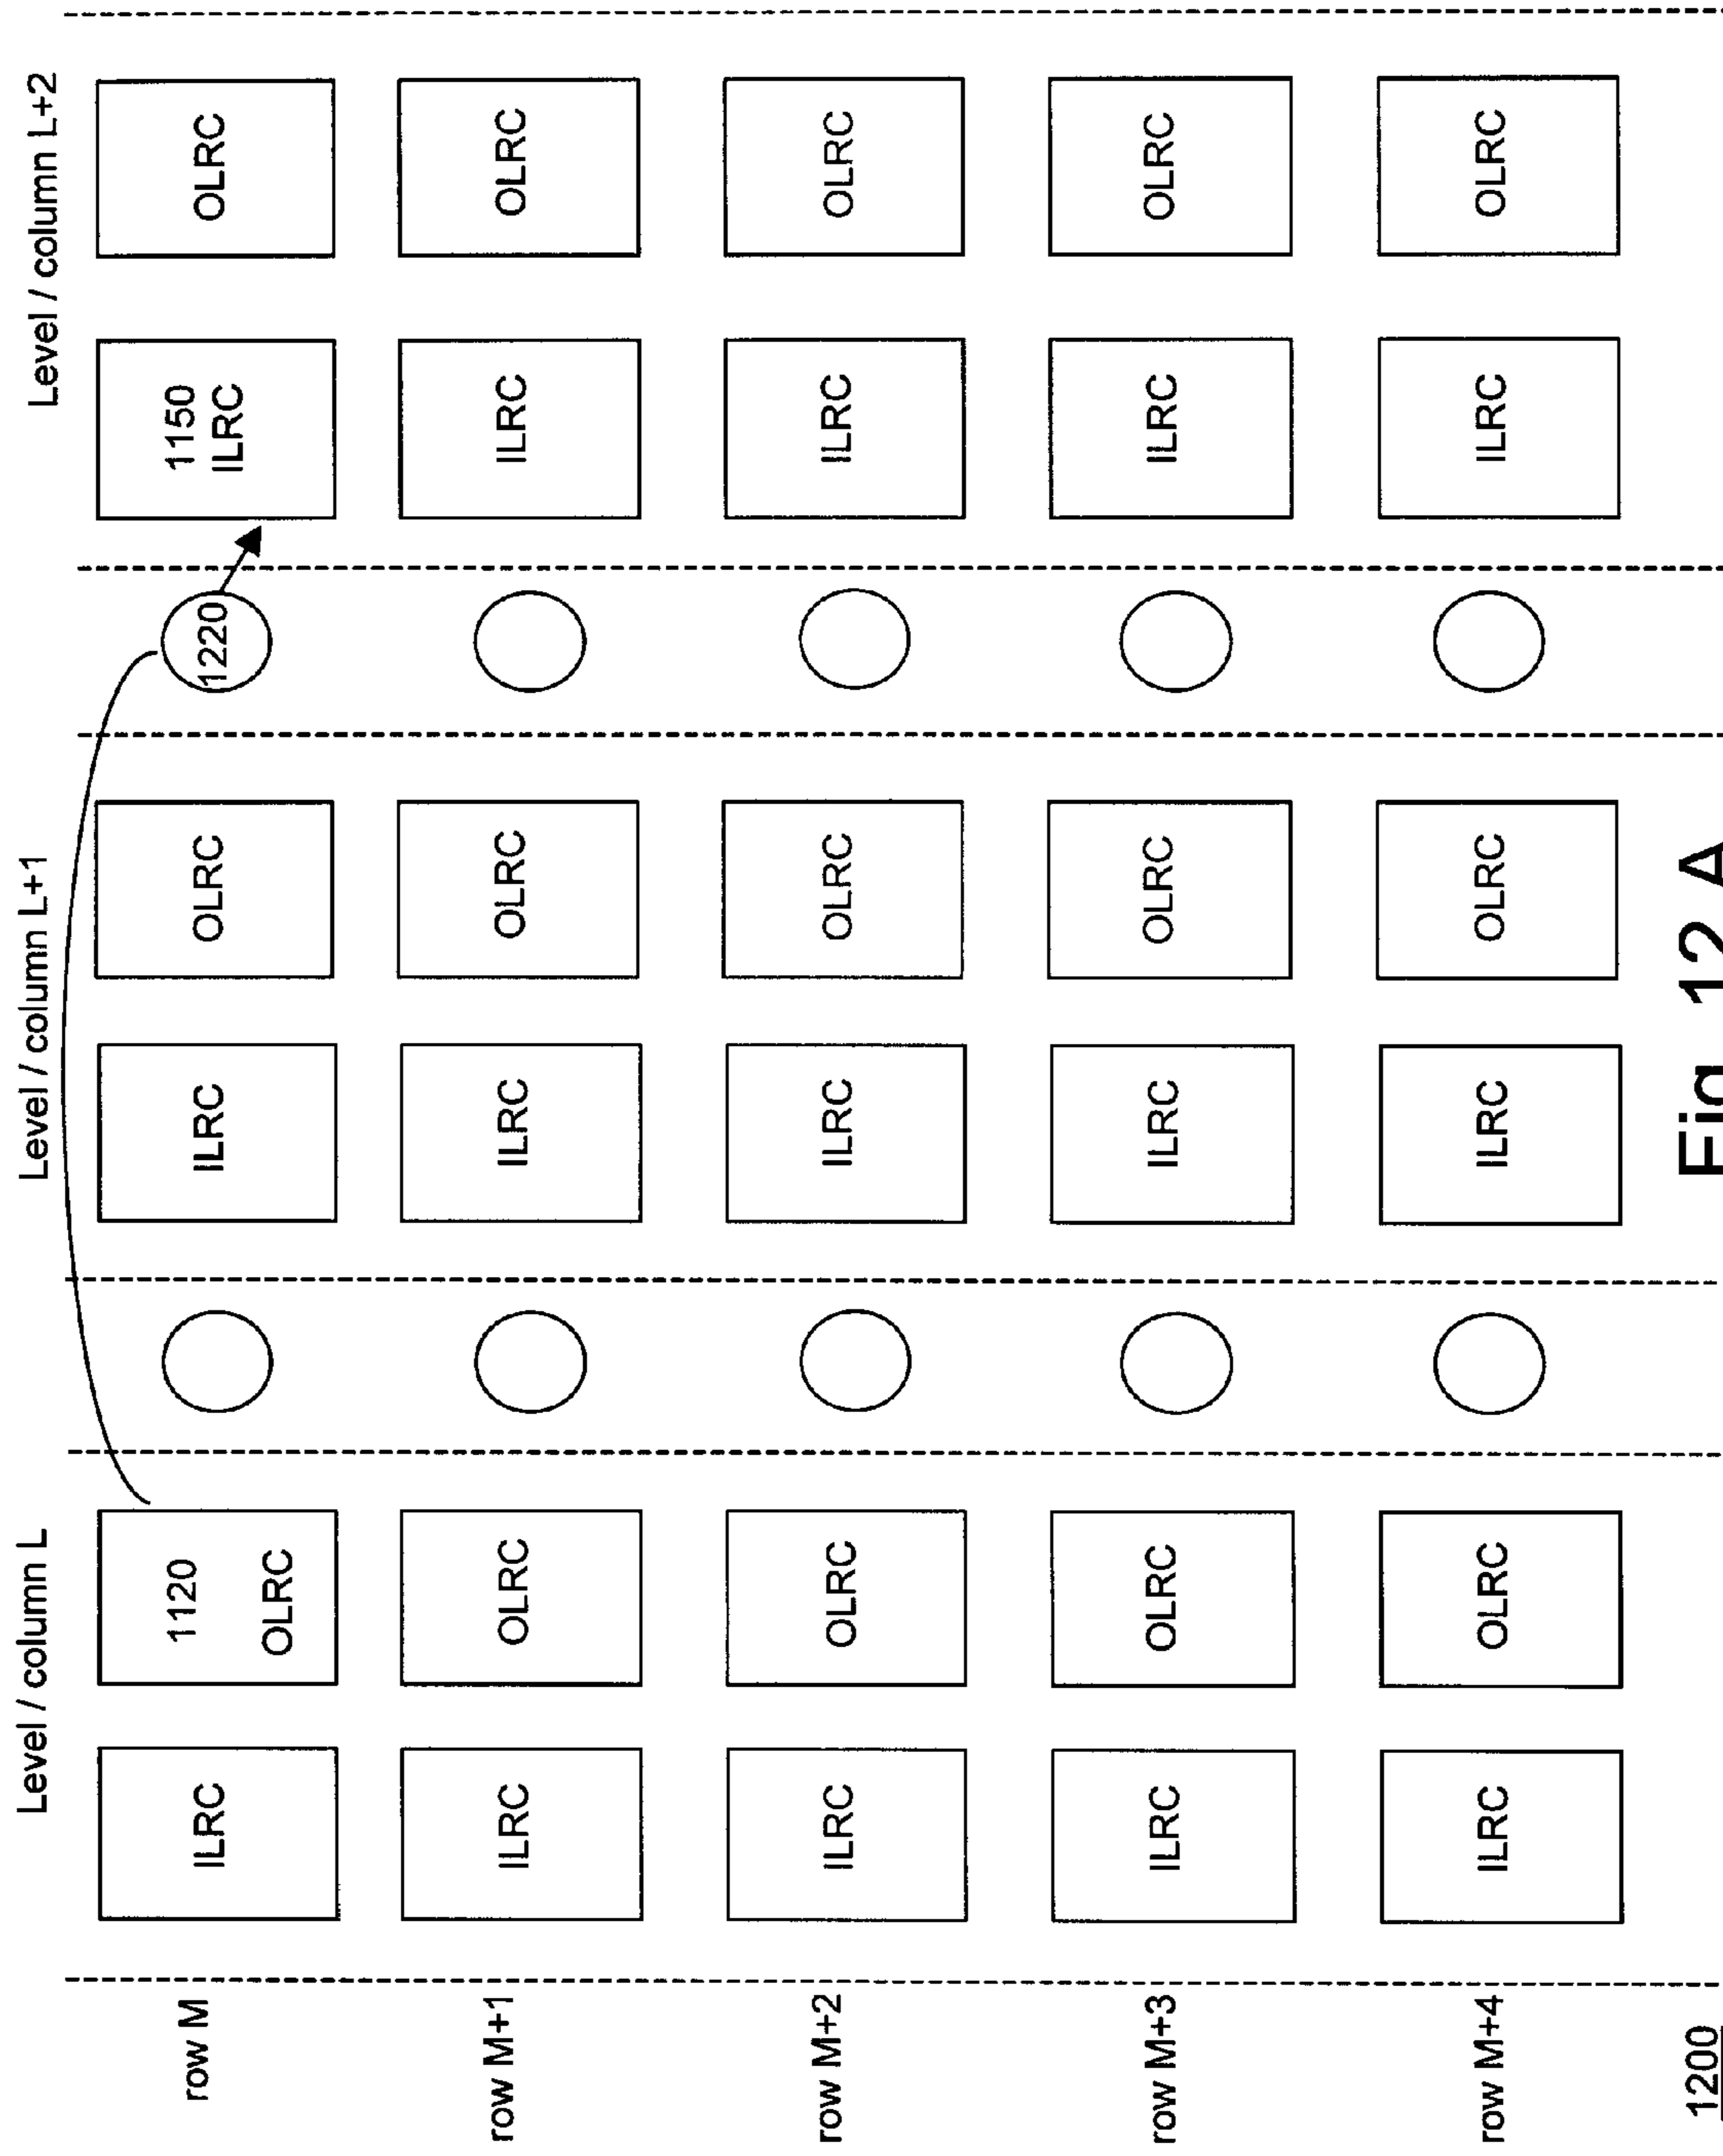 Level / column L
Level / column L+1
Level / column L+2
row M
ILRC
1120
OLRC
ILRC
OLRC
1220
1150
ILRC
OLRC
row M+1
ILRC
OLRC
ILRC
OLRC
ILRC
OLRC
row M+2
ILRC
OLRC
ILRC
OLRC
ILRC
OLRC
row M+3
ILRC
OLRC
ILRC
OLRC
ILRC
OLRC
row M+4
ILRC
OLRC
ILRC
OLRC
ILRC
OLRC
1200
Fig. 12 A